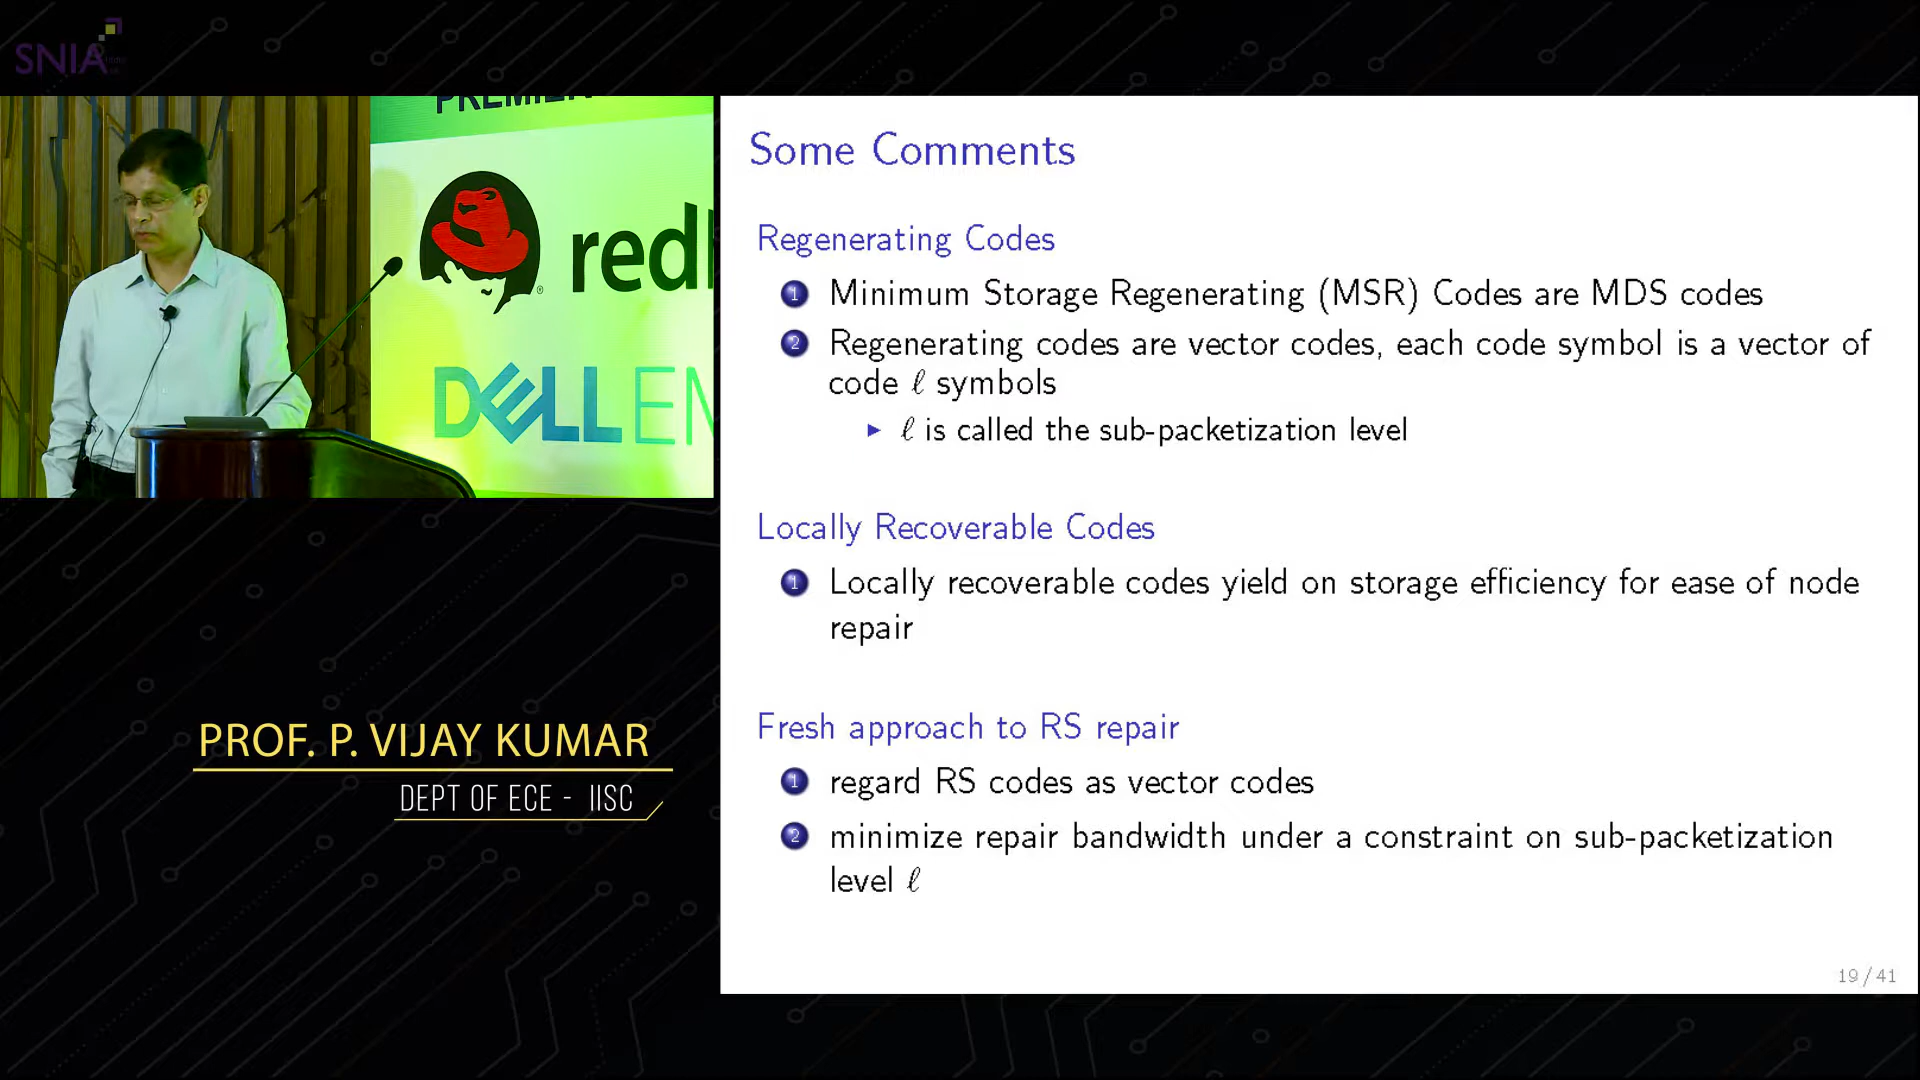 SNIA
PREMIER
redh
DELL EM
PROF. P. VIJAY KUMAR
DEPT OF ECE - IISC
Some Comments
Regenerating Codes
1 Minimum Storage Regenerating (MSR) Codes are MDS codes
2 Regenerating codes are vector codes, each code symbol is a vector of
code ℓ symbols
▶ ℓ is called the sub-packetization level
Locally Recoverable Codes
1 Locally recoverable codes yield on storage efficiency for ease of node
repair
Fresh approach to RS repair
1 regard RS codes as vector codes
2 minimize repair bandwidth under a constraint on sub-packetization
level ℓ
19 / 41